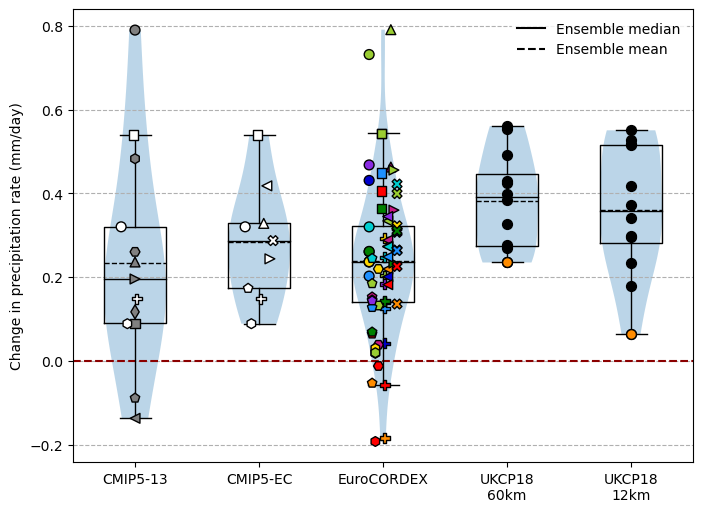 Change in precipitation rate (mm/day)
0.8
0.6
0.4
0.2
0.0
−0.2
Ensemble median
Ensemble mean
CMIP5-13
CMIP5-EC
EuroCORDEX
UKCP18
60km
UKCP18
12km